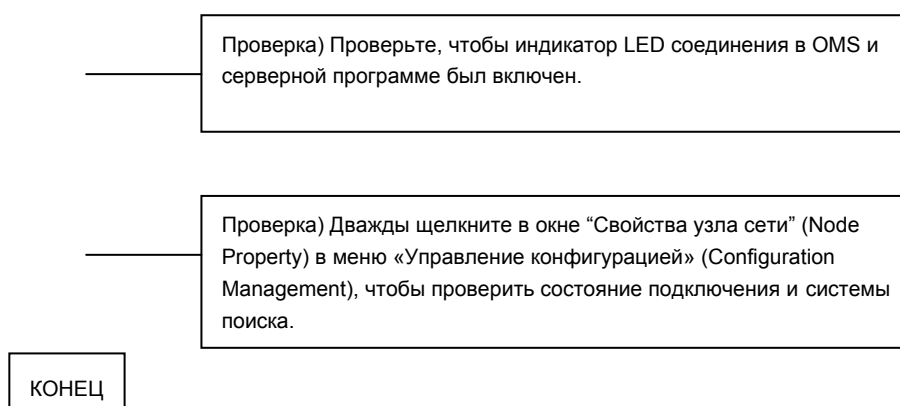 Проверка) Проверьте, чтобы индикатор LED соединения в OMS и
серверной программе был включен.
Проверка) Дважды щелкните в окне “Свойства узла сети” (Node
Property) в меню «Управление конфигурацией» (Configuration
Management), чтобы проверить состояние подключения и системы
поиска.
КОНЕЦ